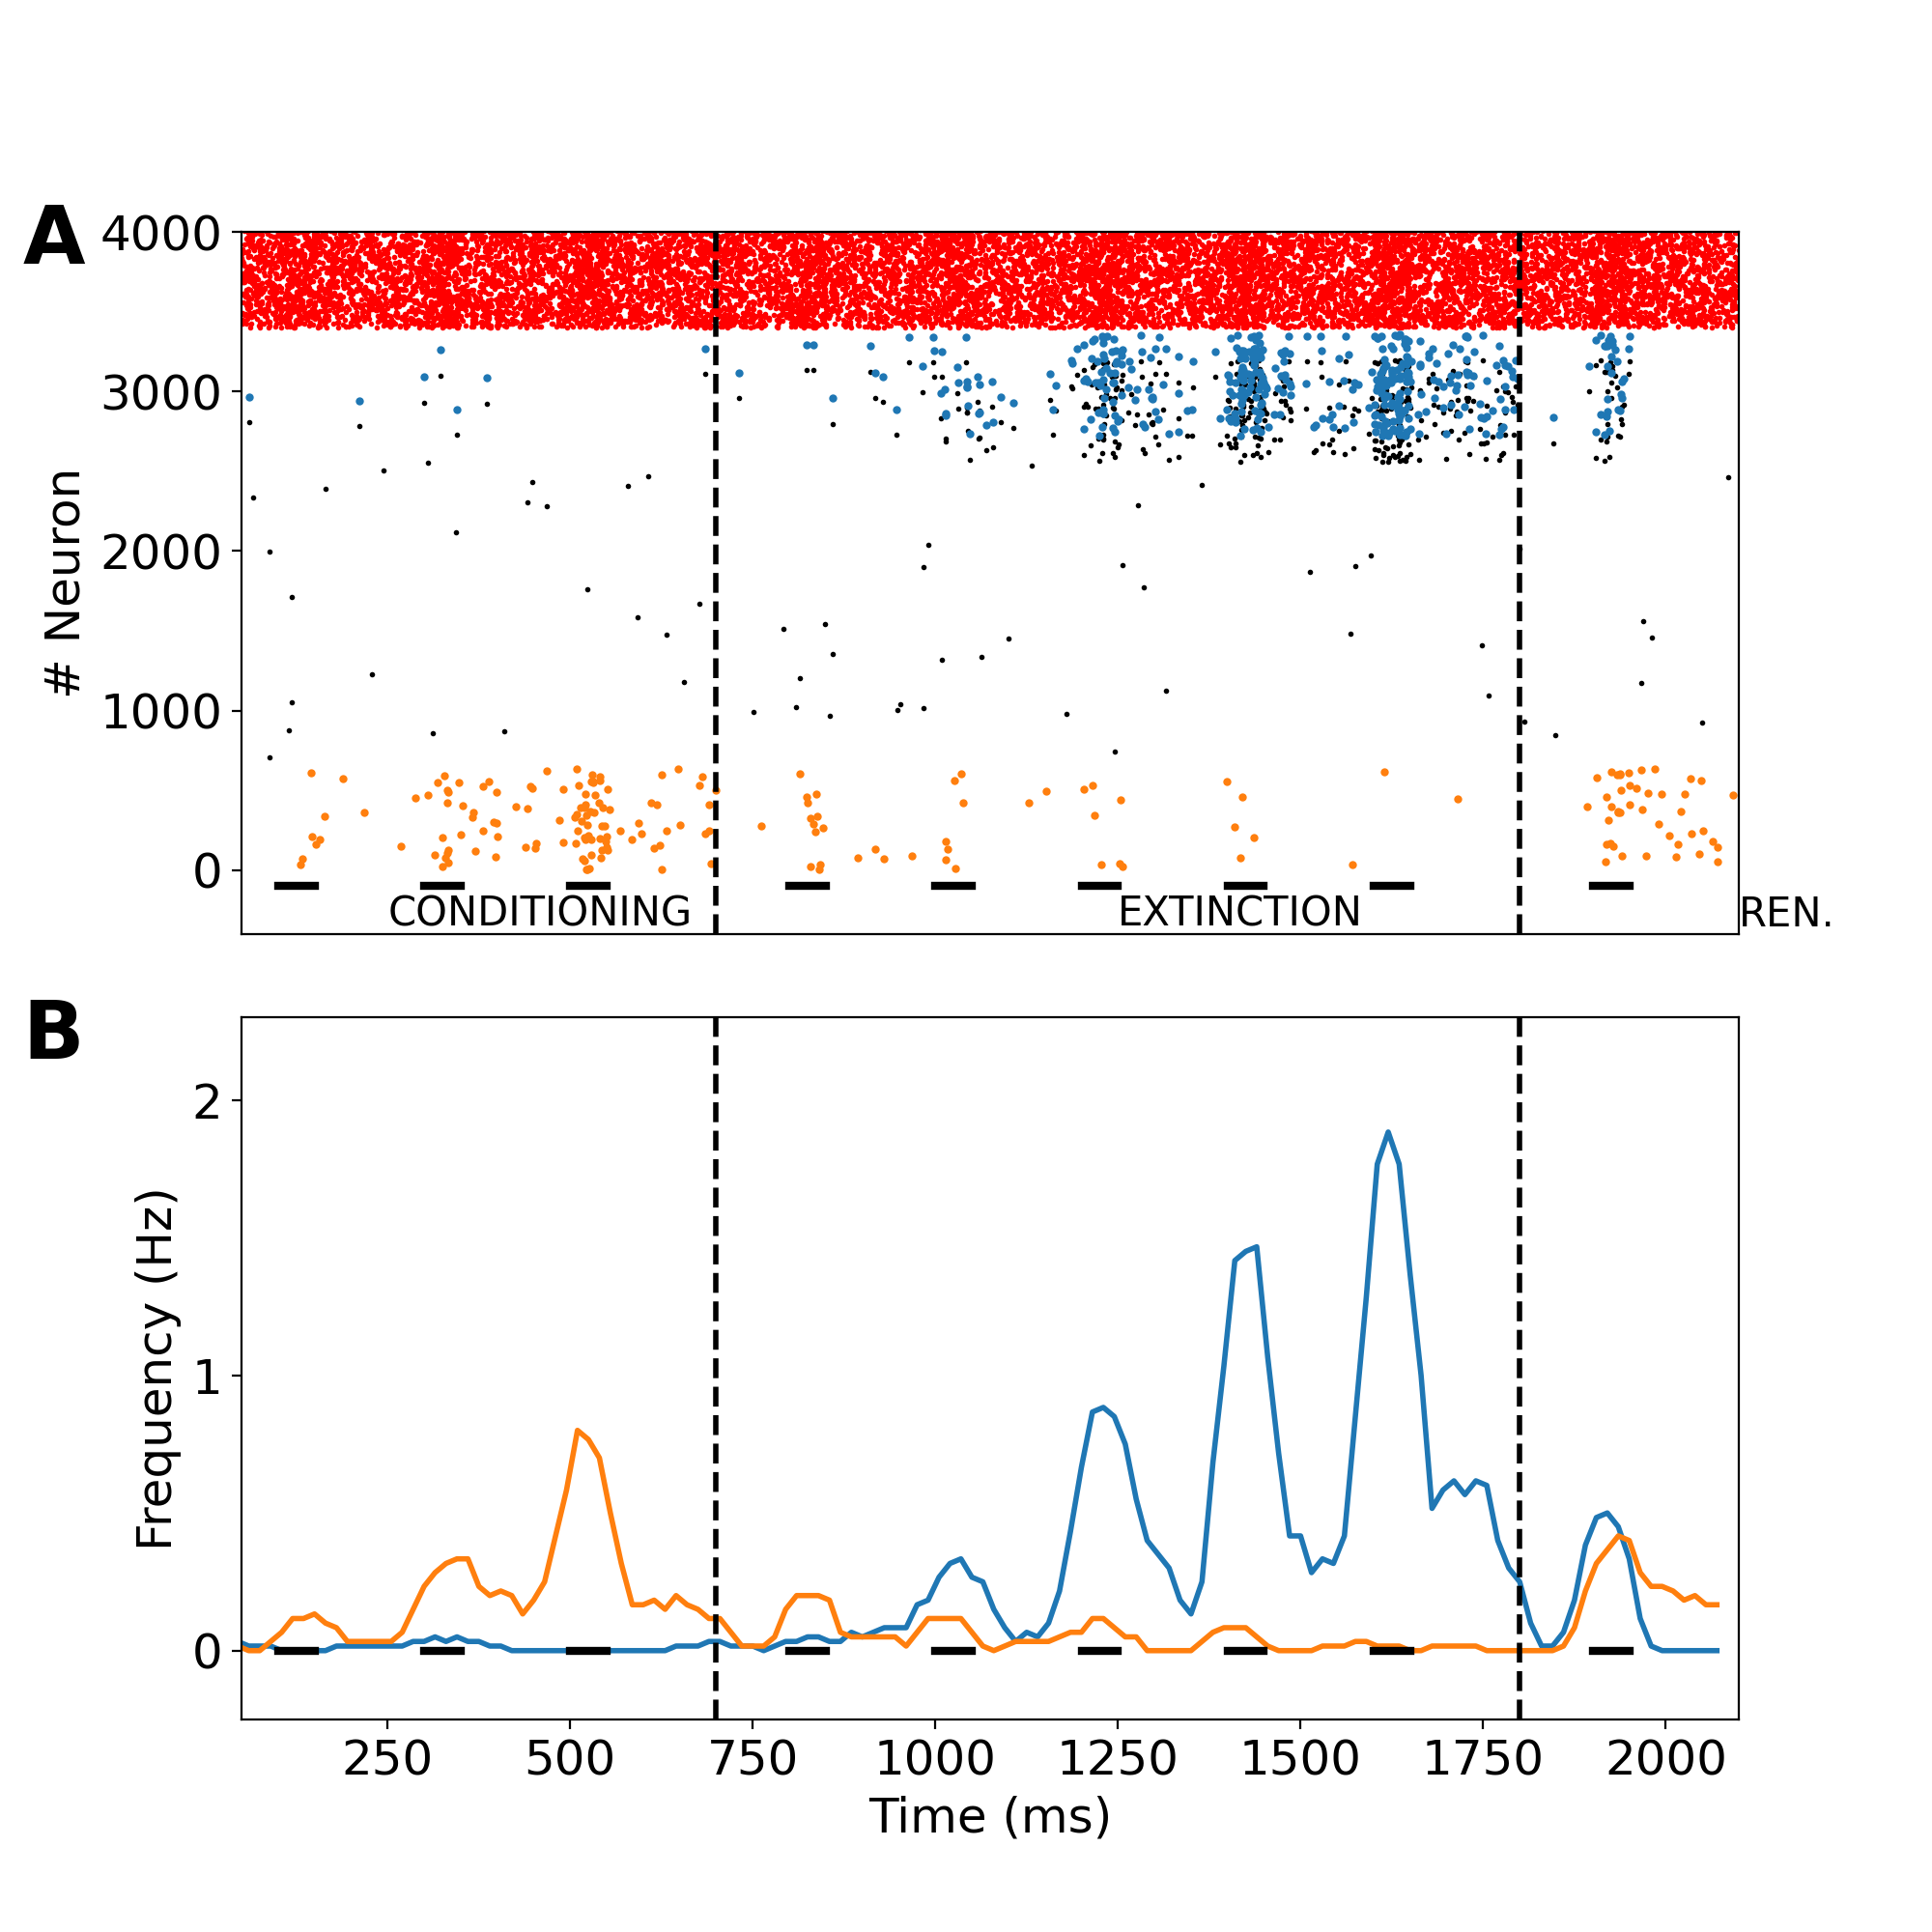 A
4000
3000
2000
1000
0
# Neuron
CONDITIONING EXTINCTION REN.
B
2
1
0
Frequency (Hz)
250 500 750 1000 1250 1500 1750 2000
Time (ms)